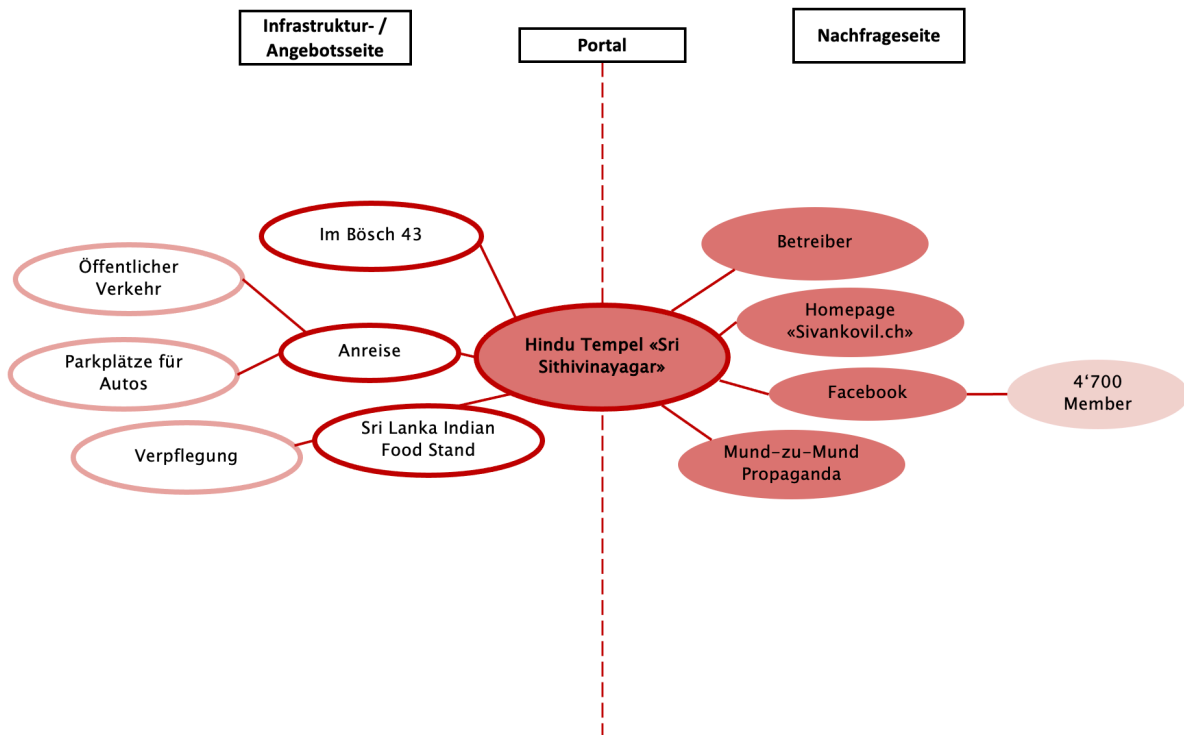 Infrastruktur- /
Angebotsseite
Portal
Nachfrageseite
Im Bösch 43
Öffentlicher
Verkehr
Anreise
Parkplätze für
Autos
Sri Lanka Indian
Food Stand
Verpflegung
Hindu Tempel «Sri
Sithivinayagar»
Betreiber
Homepage
«Sivankovil.ch»
Facebook
4‘700
Member
Mund-zu-Mund
Propaganda